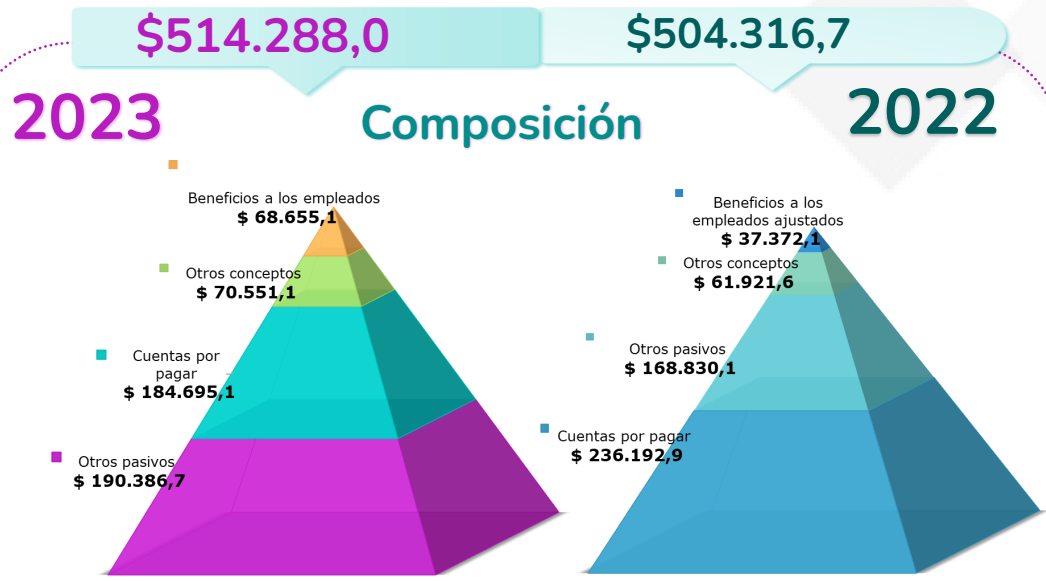 $514.288,0
$504.316,7
2023
Composición
2022
Beneficios a los empleados
$ 68.655,1
Otros conceptos
$ 70.551,1
Cuentas por
pagar
$ 184.695,1
Otros pasivos
$ 190.386,7
Beneficios a los
empleados ajustados
$ 37.372,1
Otros conceptos
$ 61.921,6
Otros pasivos
$ 168.830,1
Cuentas por pagar
$ 236.192,9